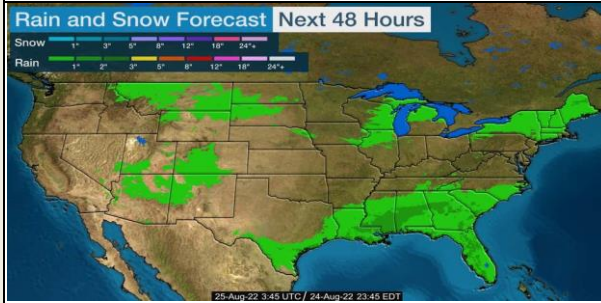 Rain and Snow Forecast Next 48 Hours
Snow
1" 3" 5" 8" 12" 18" 24"+
Rain
1" 2" 3" 5" 8" 12" 18" 24"+
25-Aug-22 3:45 UTC / 24-Aug-22 23:45 EDT